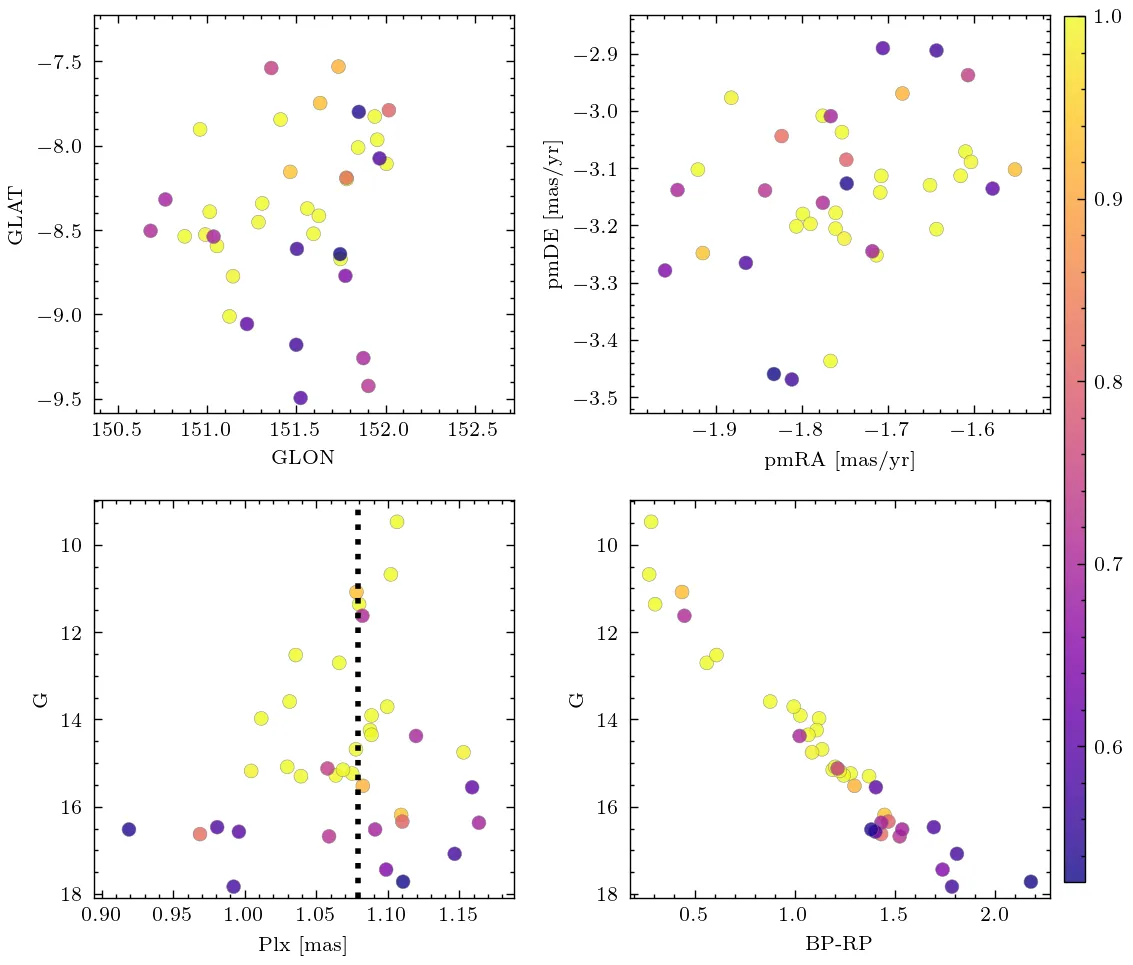 −7.5
−8.0
−8.5
−9.0
−9.5
GLAT
150.5 151.0 151.5 152.0 152.5
GLON
−2.9
−3.0
−3.1
−3.2
−3.3
−3.4
−3.5
pmDE [mas/yr]
−1.9 −1.8 −1.7 −1.6
pmRA [mas/yr]
1.0
0.9
0.8
0.7
0.6
10
12
14
16
18
G
0.90 0.95 1.00 1.05 1.10 1.15
Plx [mas]
10
12
14
16
18
G
0.5 1.0 1.5 2.0
BP-RP